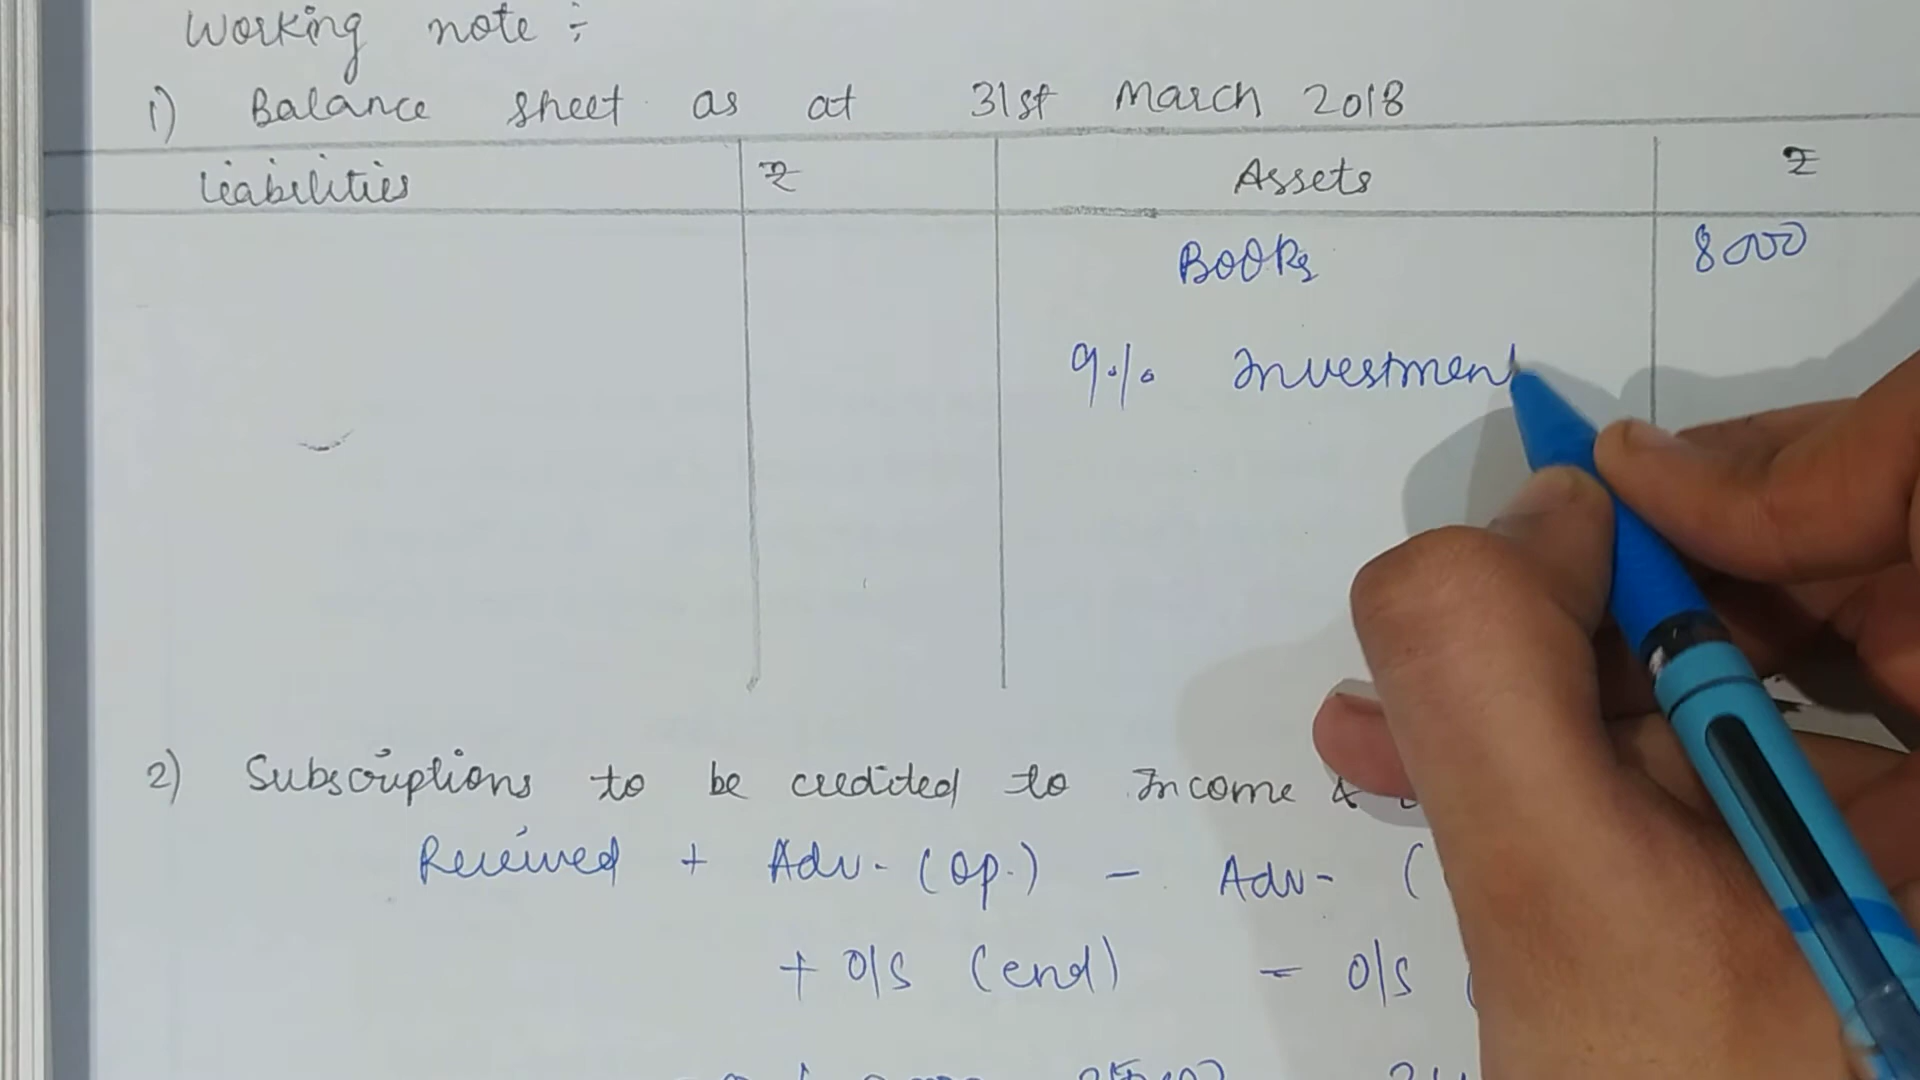 Working note :
1) Balance sheet as at 31st March 2018
Liabilities ₹ Assets ₹
Books 8000
9% Investment
2) Subscriptions to be credited to Income &
Received + Adv. (op.) - Adv- (
+ O/S (end) - O/S (